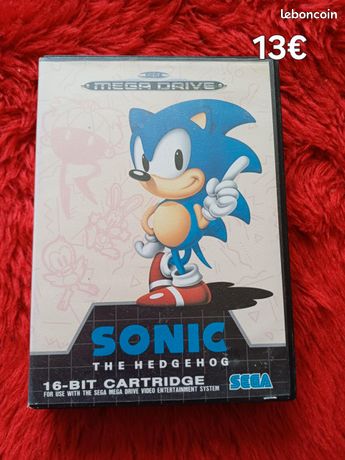 leboncoin
13€
MEGA DRIVE
SONIC
THE HEDGEHOG
16-BIT CARTRIDGE
FOR USE WITH THE SEGA MEGA DRIVE VIDEO ENTERTAINMENT SYSTEM
SEGA